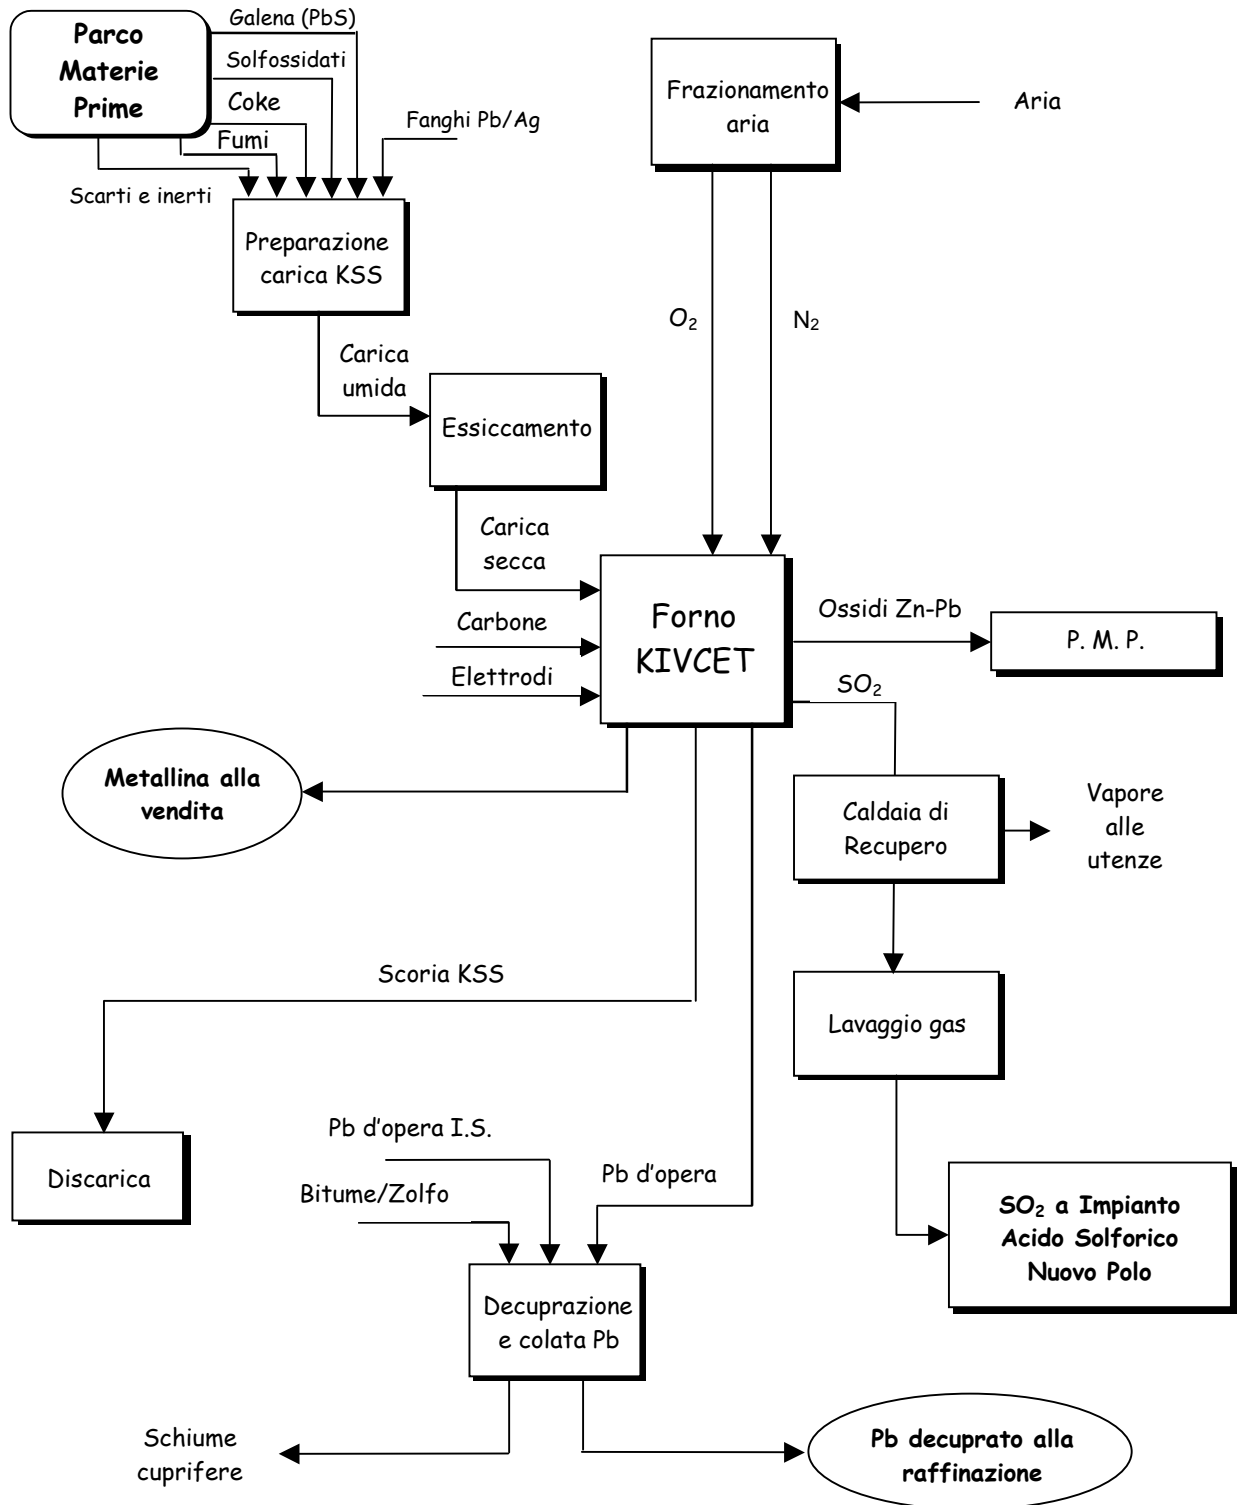 Parco
Materie
Prime
Galena (PbS)
Solfossidati
Coke
Fumi
Scarti e inerti
Fanghi Pb/Ag
Frazionamento
aria
Aria
Preparazione
carica KSS
O₂
N₂
Carica
umida
Essiccamento
Carica
secca
Carbone
Elettrodi
Forno
KIVCET
Ossidi Zn-Pb
P. M. P.
SO₂
Metallina alla
vendita
Caldaia di
Recupero
Vapore
alle
utenze
Scoria KSS
Lavaggio gas
Discarica
Pb d'opera I.S.
Bitume/Zolfo
Pb d'opera
SO₂ a Impianto
Acido Solforico
Nuovo Polo
Decuprazione
e colata Pb
Schiume
cuprifere
Pb decuprato alla
raffinazione